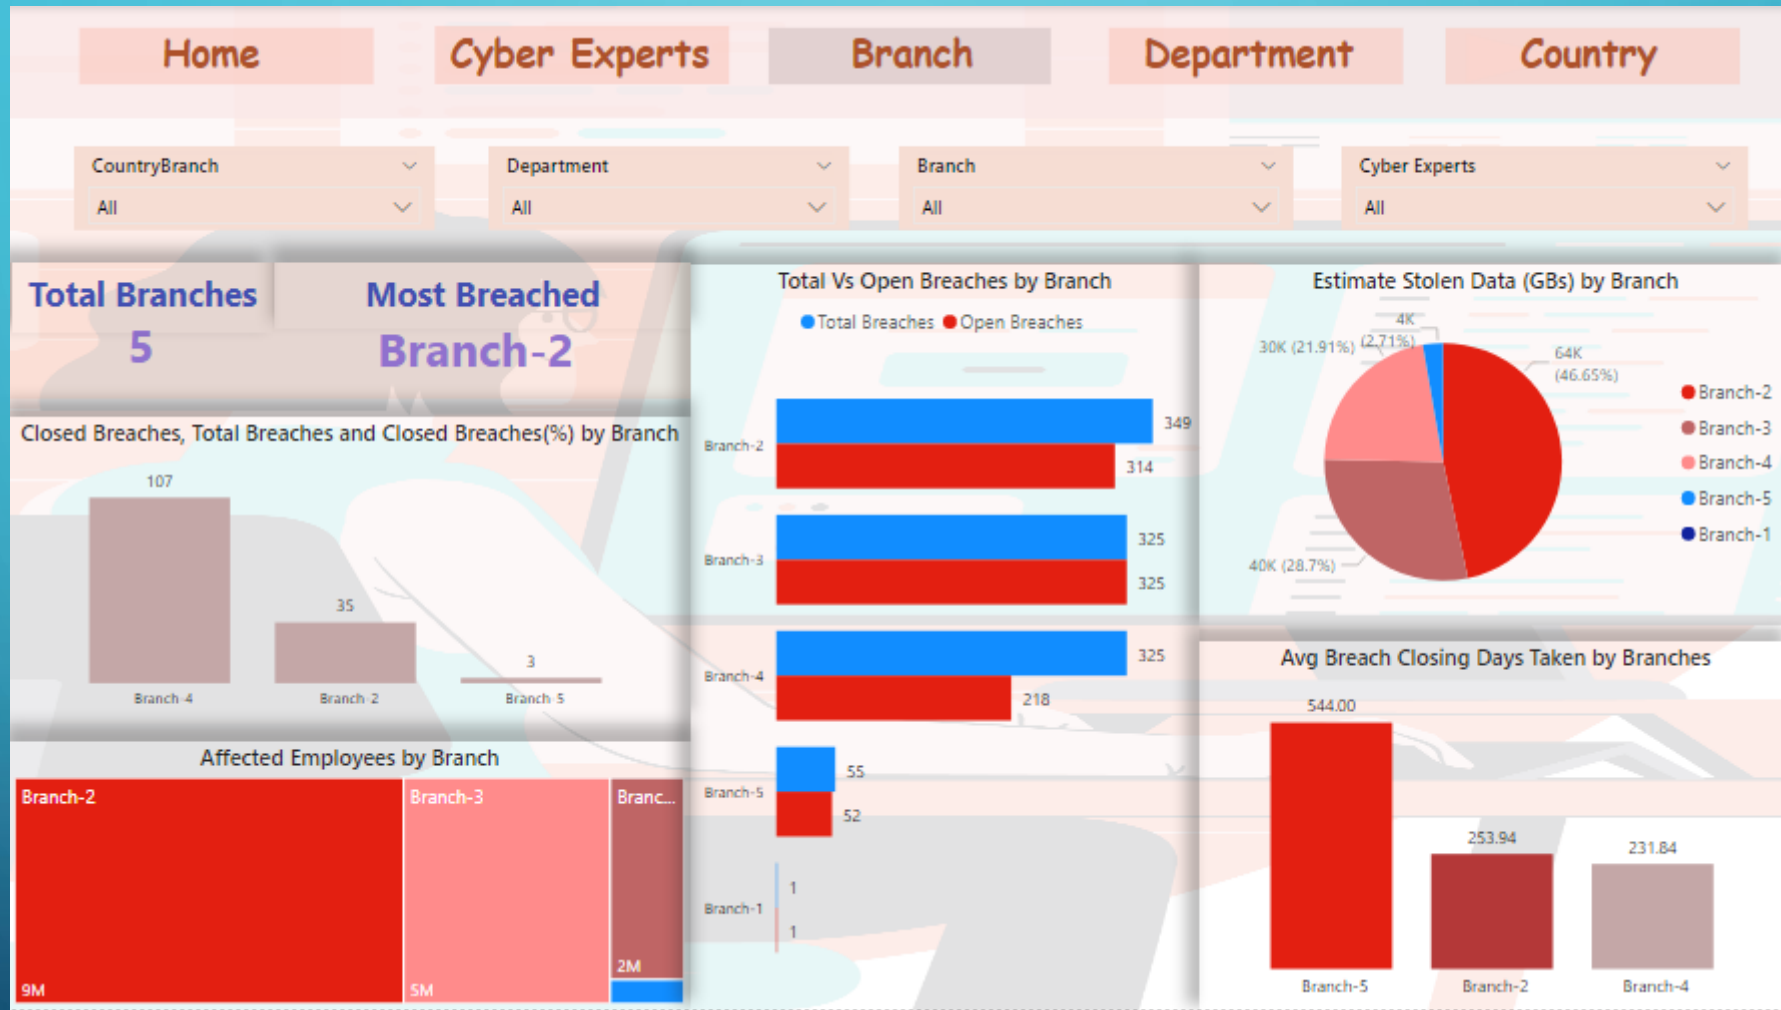 Home Cyber Experts Branch Department Country
CountryBranch Department Branch Cyber Experts
All All All All
Total Branches
5
Most Breached
Branch-2
Closed Breaches, Total Breaches and Closed Breaches(%) by Branch
107
35
3
Branch-4 Branch-2 Branch-5
Affected Employees by Branch
Branch-2 Branch-3 Branc...
9M 5M 2M
Total Vs Open Breaches by Branch
Total Breaches Open Breaches
Branch-2 349
314
Branch-3 325
325
Branch-4 325
218
Branch-5 55
52
Branch-1 1
1
Estimate Stolen Data (GBs) by Branch
4K
(2.71%)
30K (21.91%)
64K
(46.65%)
40K (28.7%)
Branch-2
Branch-3
Branch-4
Branch-5
Branch-1
Avg Breach Closing Days Taken by Branches
544.00
253.94
231.84
Branch-5 Branch-2 Branch-4